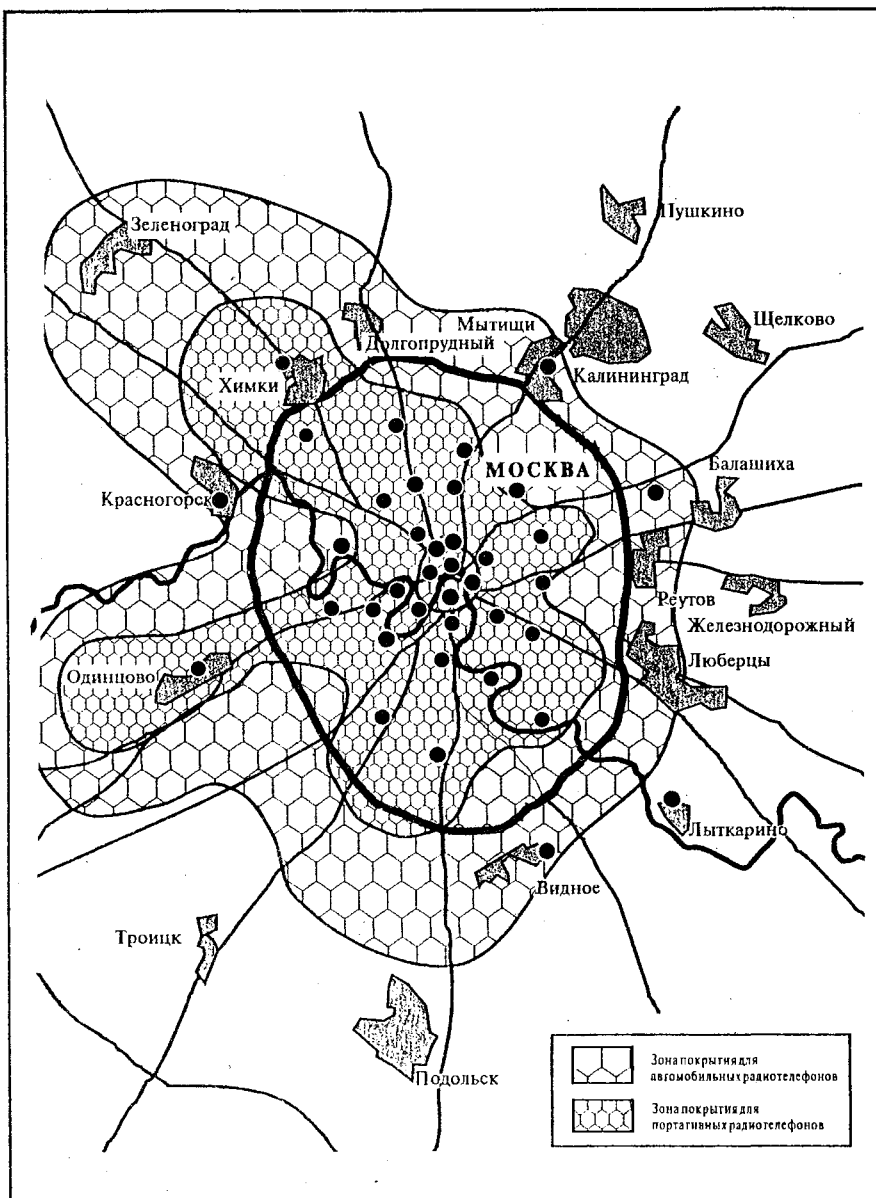 Пушкино
Зеленоград
Щелково
Мытищи
Долгопрудный
Калининград
Химки
МОСКВА
Балашиха
Красногорск
Реутов
Железнодорожный
Люберцы
Одинцово
Лыткарино
Видное
Троицк
Подольск
Зона покрытия для
автомобильных радиотелефонов
Зона покрытия для
портативных радиотелефонов